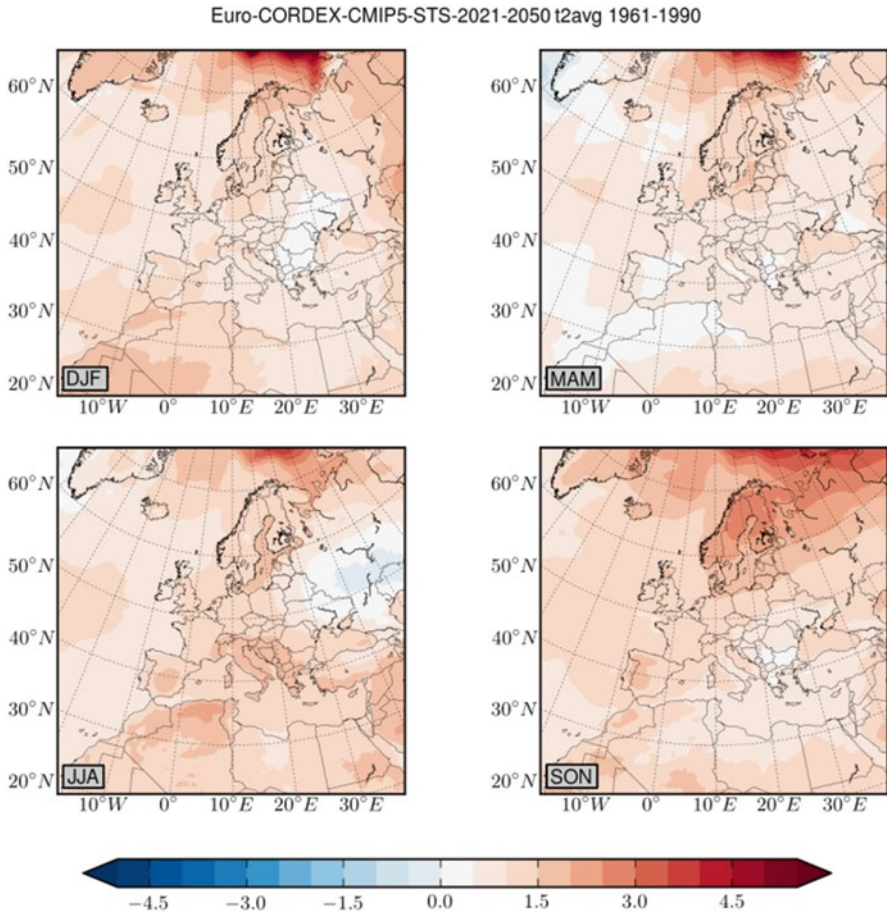 Euro-CORDEX-CMIP5-STS-2021-2050 t2avg 1961-1990
60°N
50°N
40°N
30°N
20°N
DJF
10°W 0° 10°E 20°E 30°E
60°N
50°N
40°N
30°N
20°N
MAM
10°W 0° 10°E 20°E 30°E
60°N
50°N
40°N
30°N
20°N
JJA
10°W 0° 10°E 20°E 30°E
60°N
50°N
40°N
30°N
20°N
SON
10°W 0° 10°E 20°E 30°E
−4.5 −3.0 −1.5 0.0 1.5 3.0 4.5